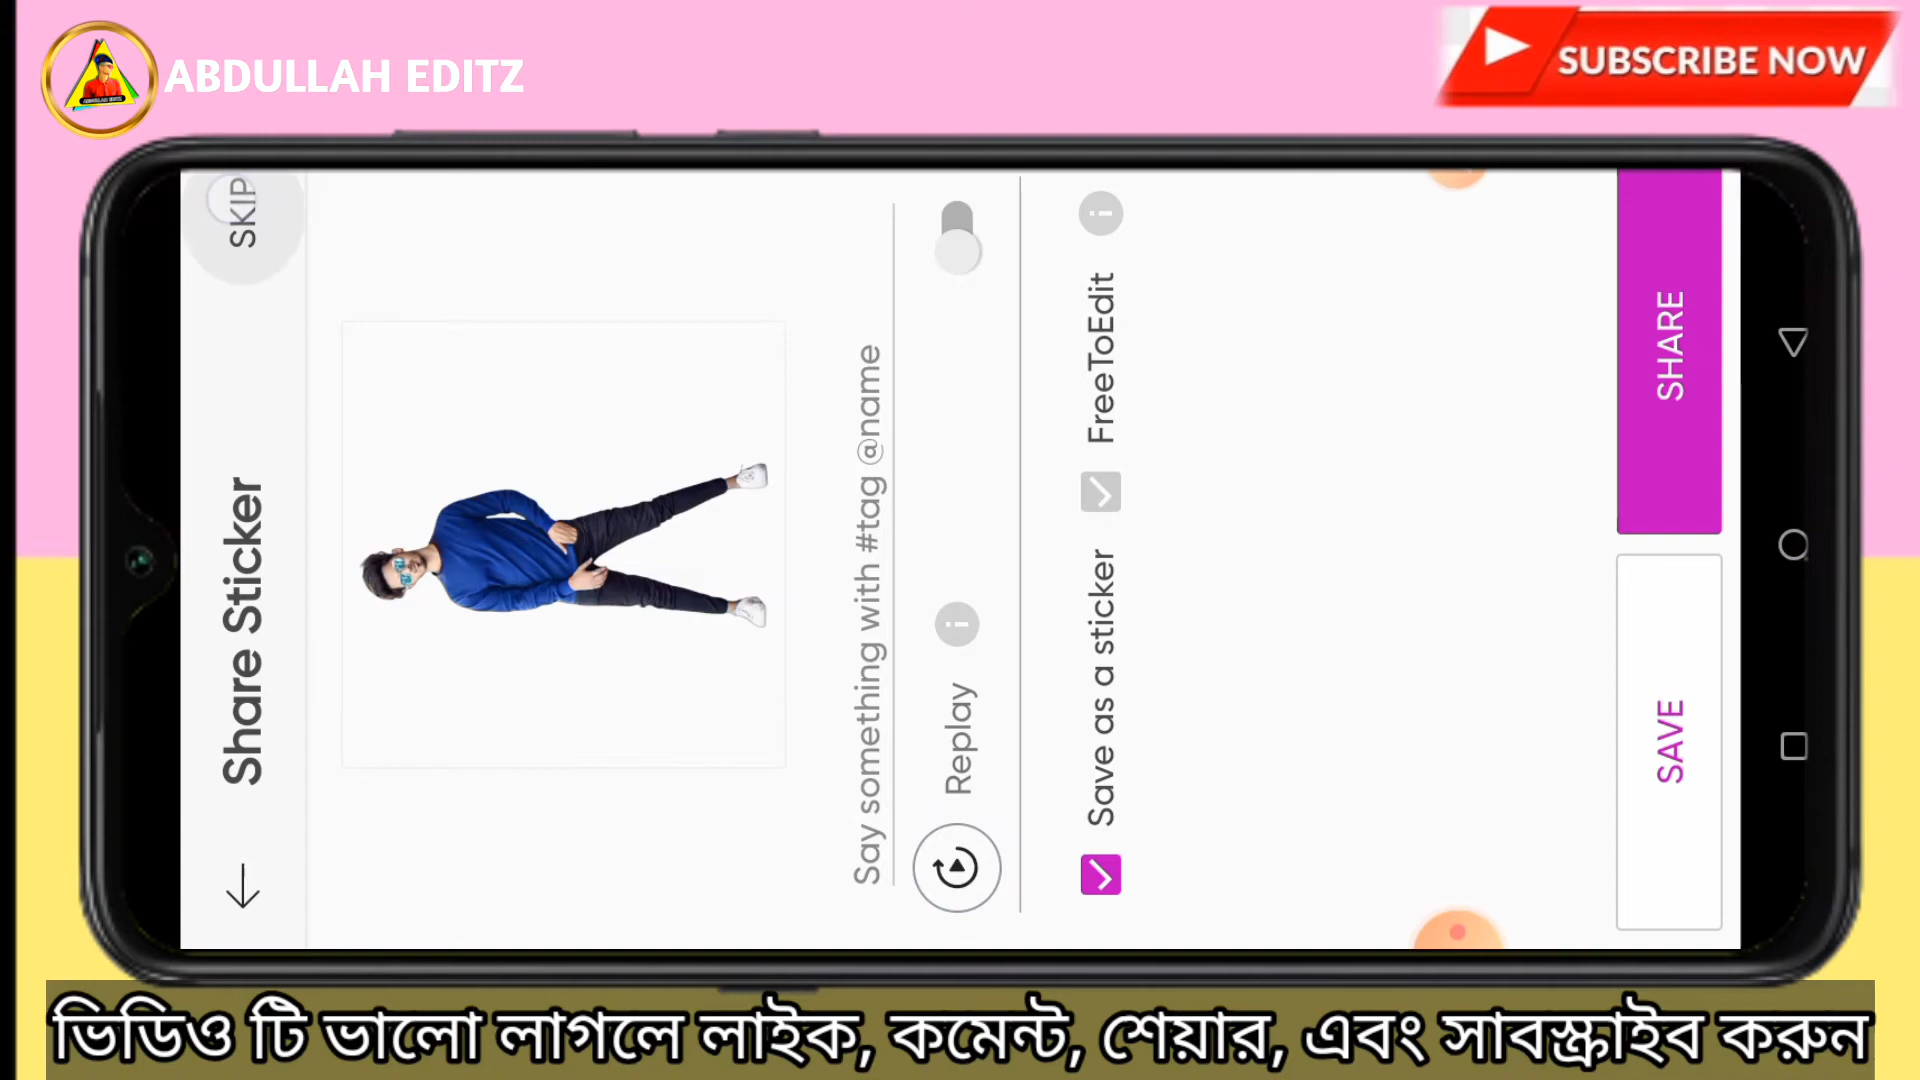 ABDULLAH EDITZ
SUBSCRIBE NOW
Share Sticker
SKIP
Say something with #tag @name
Replay
Save as a sticker
FreeToEdit
SAVE
SHARE
ভিডিও টি ভালো লাগলে লাইক, কমেন্ট, শেয়ার, এবং সাবস্ক্রাইব করুন